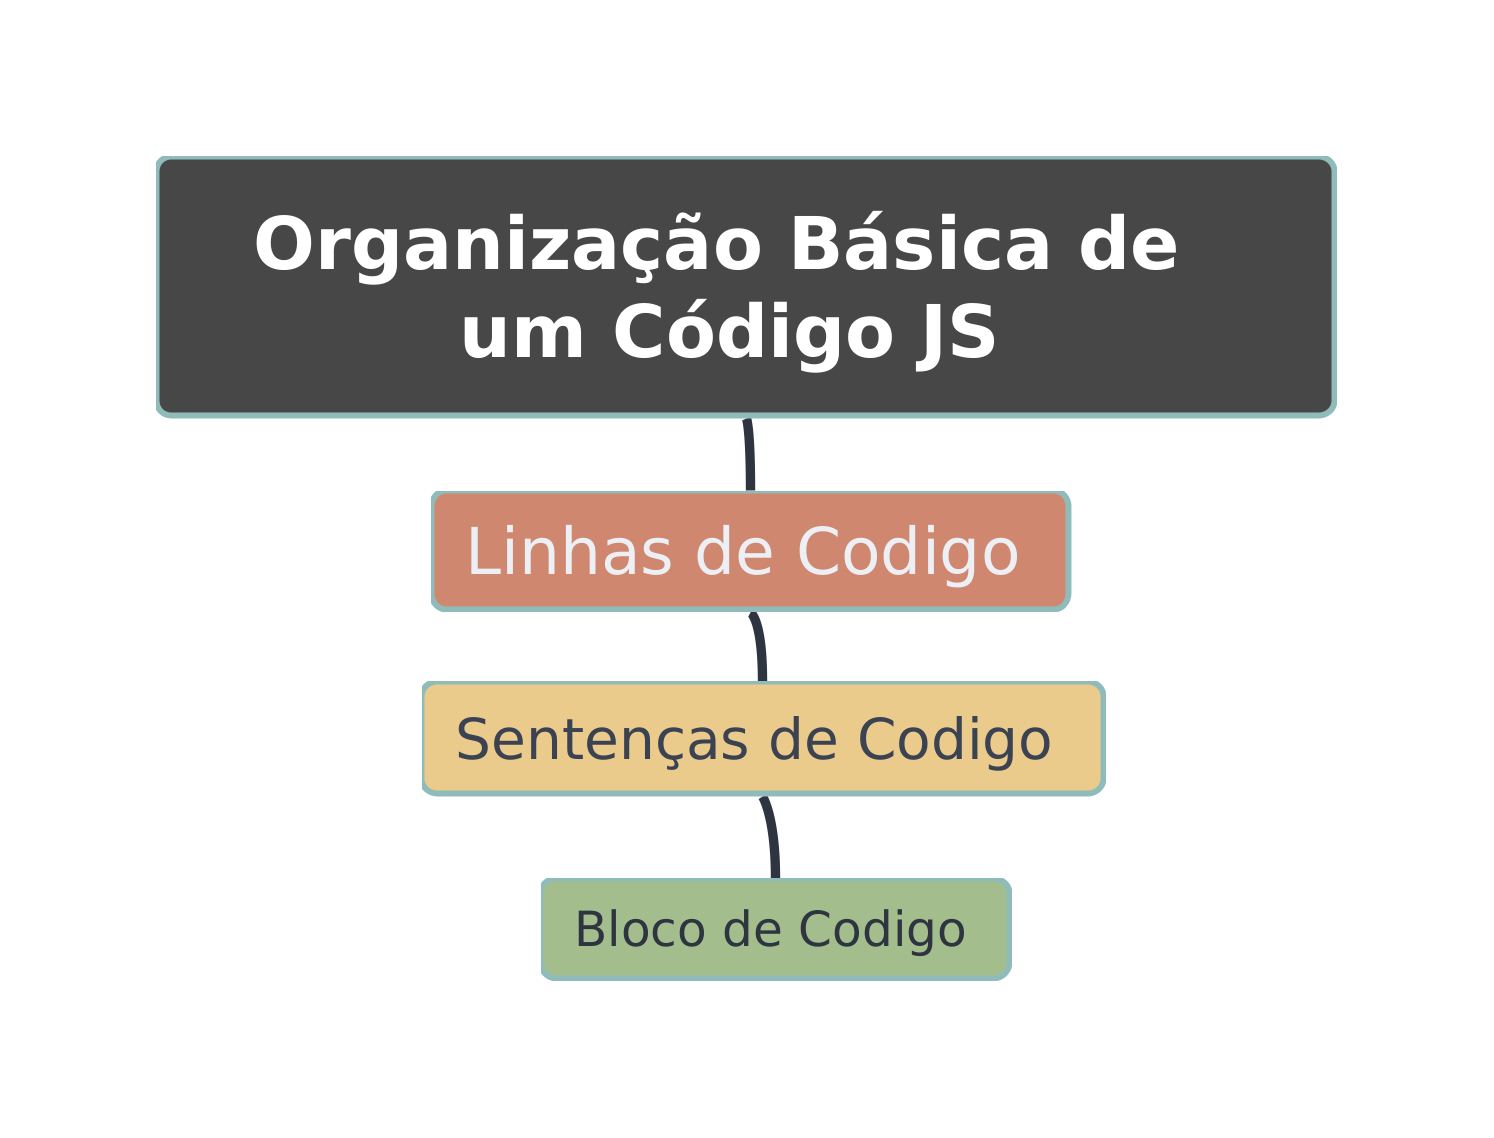 Organização Básica de
um Código JS
Linhas de Codigo
Sentenças de Codigo
Bloco de Codigo